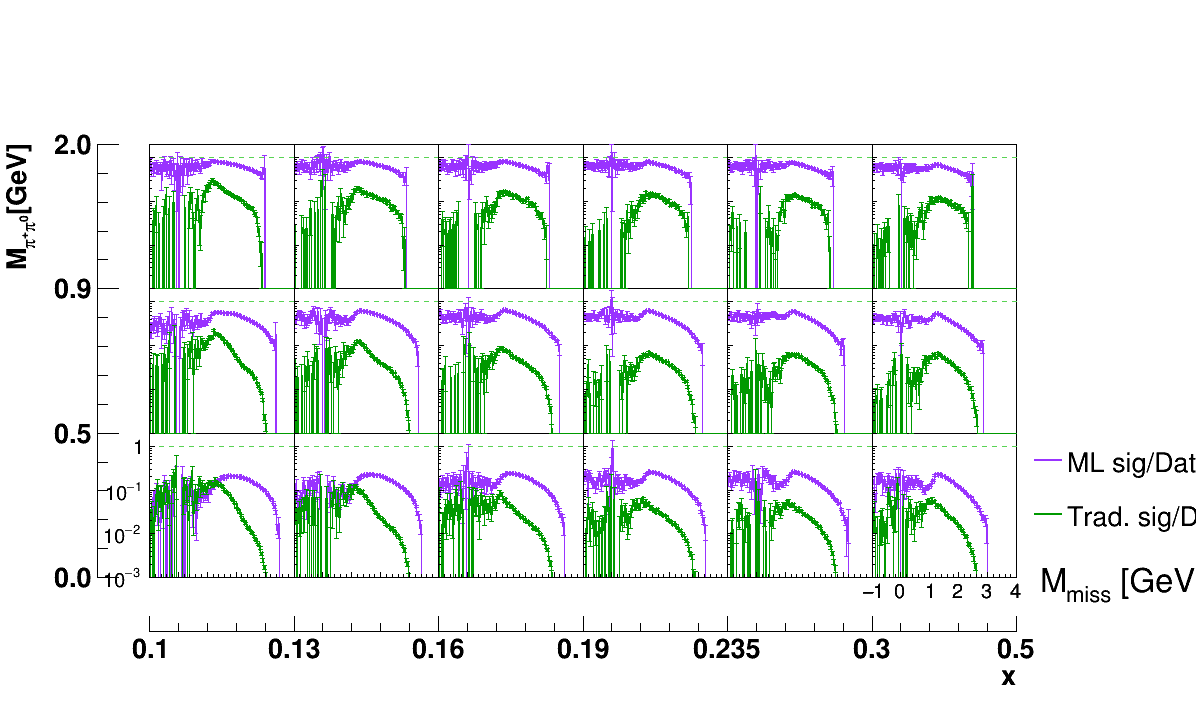 2.0
M_π⁺π⁰ [GeV]
0.9
0.5
1
10⁻¹
10⁻²
10⁻³
0.0
ML sig/Dat
Trad. sig/D
−1 0 1 2 3 4
M_miss [GeV
0.1 0.13 0.16 0.19 0.235 0.3 0.5
x